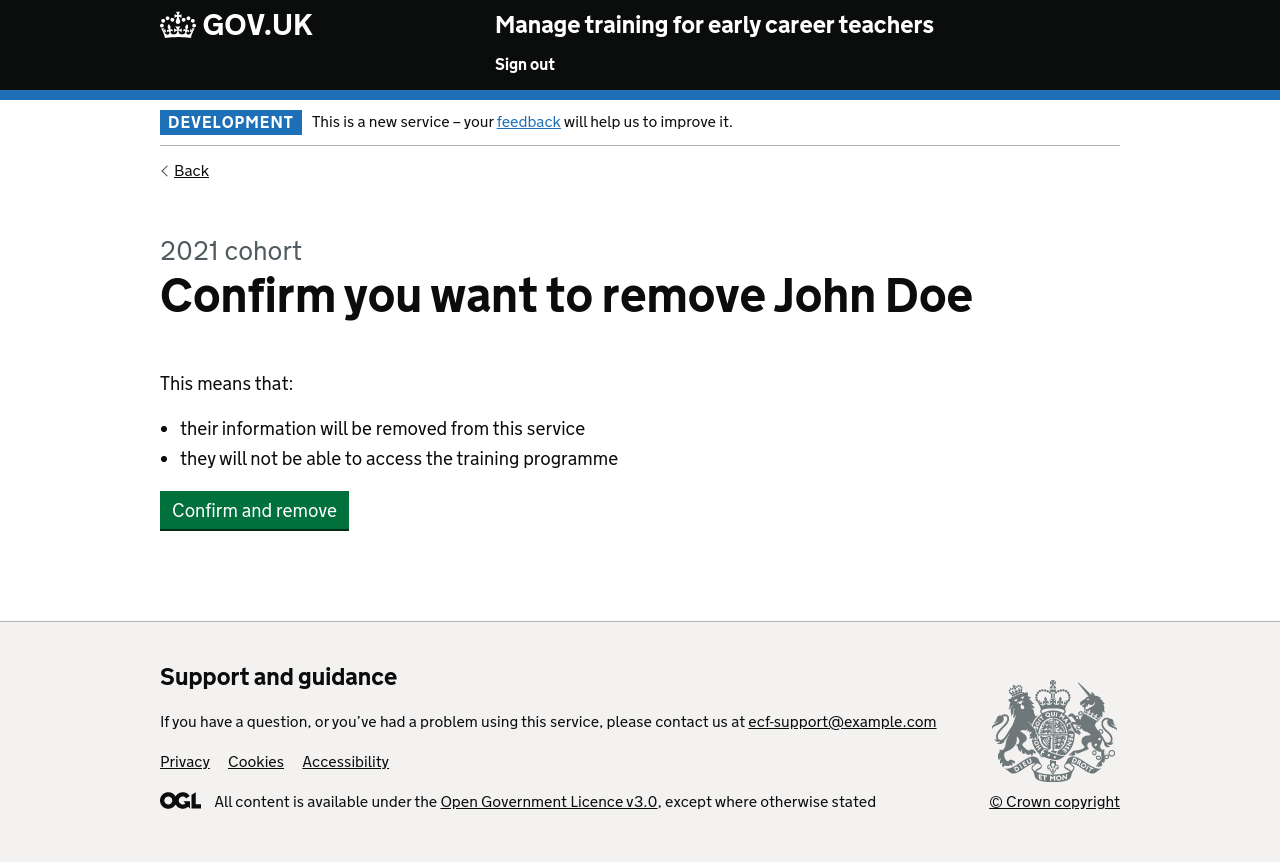 GOV.UK
Manage training for early career teachers
Sign out
DEVELOPMENT This is a new service – your feedback will help us to improve it.
Back
2021 cohort
Confirm you want to remove John Doe
This means that:
• their information will be removed from this service
• they will not be able to access the training programme
Confirm and remove
Support and guidance
If you have a question, or you’ve had a problem using this service, please contact us at ecf-support@example.com
Privacy Cookies Accessibility
OGL All content is available under the Open Government Licence v3.0, except where otherwise stated
DIEU ET MON DROIT
© Crown copyright